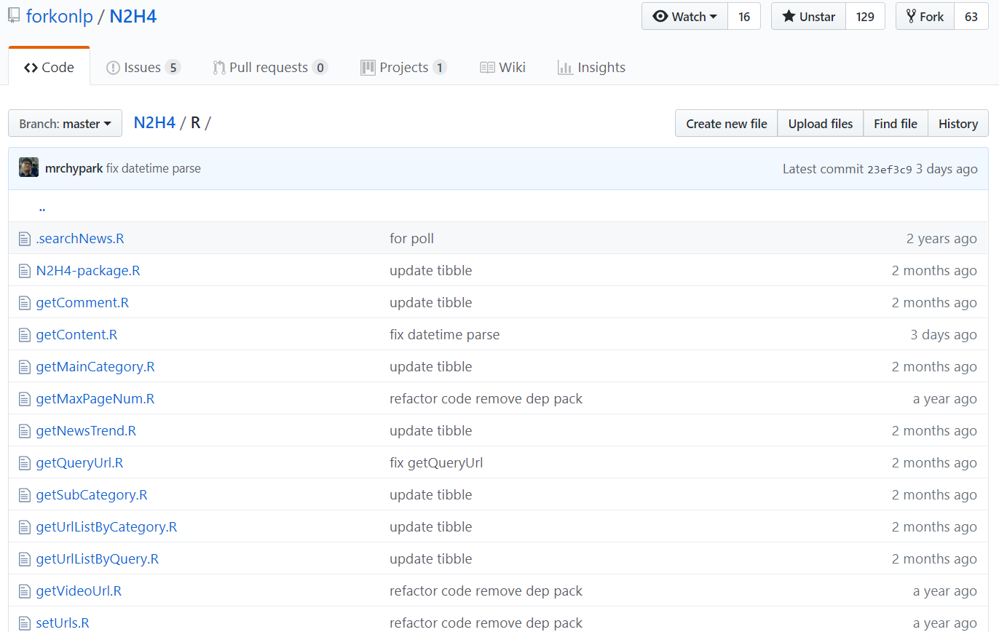 forkonlp / N2H4 Watch 16 Unstar 129 Fork 63
Code Issues 5 Pull requests 0 Projects 1 Wiki Insights
Branch: master N2H4 / R / Create new file Upload files Find file History
mrchypark fix datetime parse Latest commit 23ef3c9 3 days ago
..
.searchNews.R for poll 2 years ago
N2H4-package.R update tibble 2 months ago
getComment.R update tibble 2 months ago
getContent.R fix datetime parse 3 days ago
getMainCategory.R update tibble 2 months ago
getMaxPageNum.R refactor code remove dep pack a year ago
getNewsTrend.R update tibble 2 months ago
getQueryUrl.R fix getQueryUrl 2 months ago
getSubCategory.R update tibble 2 months ago
getUrlListByCategory.R update tibble 2 months ago
getUrlListByQuery.R update tibble 2 months ago
getVideoUrl.R refactor code remove dep pack a year ago
setUrls.R refactor code remove dep pack a year ago